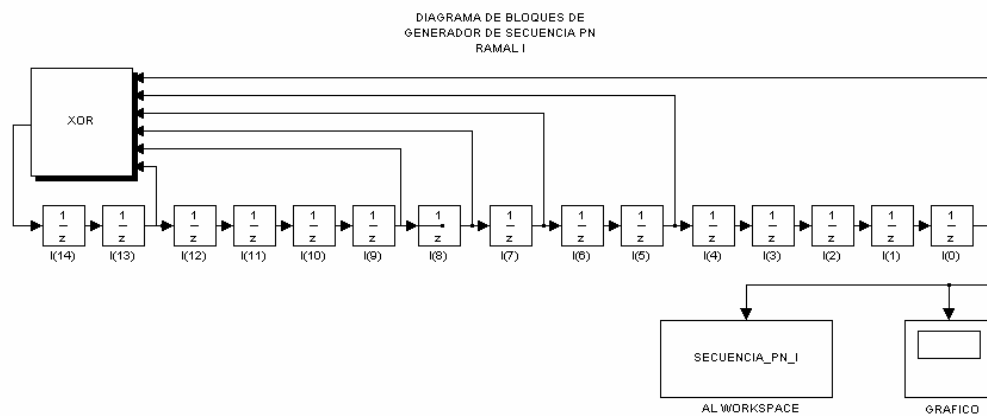 DIAGRAMA DE BLOQUES DE
GENERADOR DE SECUENCIA PN
RAMAL I
XOR
1 1 1 1 1 1 1 1 1 1 1 1 1 1 1
z z z z z z z z z z z z z z z
I(14) I(13) I(12) I(11) I(10) I(9) I(8) I(7) I(6) I(5) I(4) I(3) I(2) I(1) I(0)
SECUENCIA_PN_I
AL WORKSPACE
GRAFICO